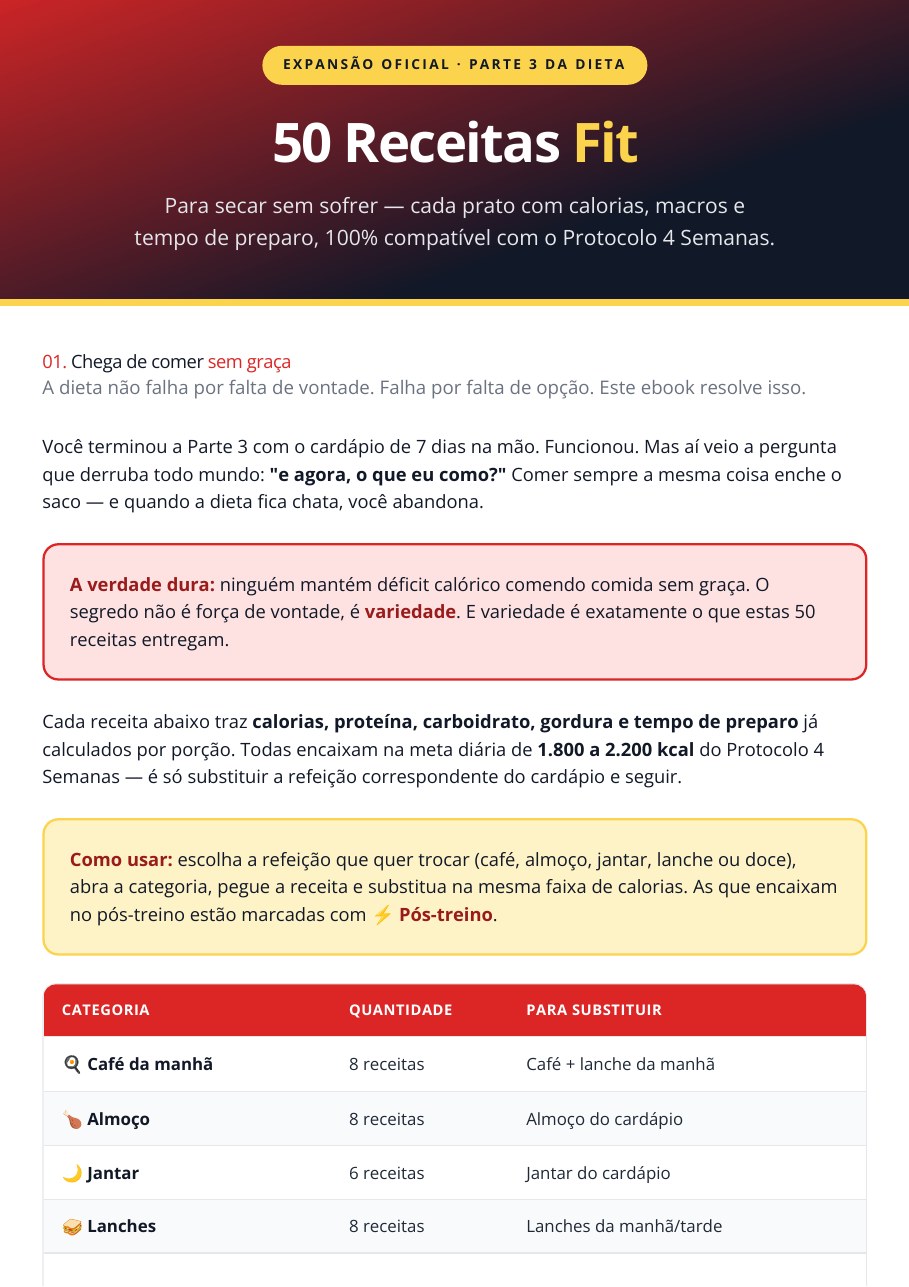 EXPANSÃO OFICIAL · PARTE 3 DA DIETA
50 Receitas Fit
Para secar sem sofrer — cada prato com calorias, macros e
tempo de preparo, 100% compatível com o Protocolo 4 Semanas.
01. Chega de comer sem graça
A dieta não falha por falta de vontade. Falha por falta de opção. Este ebook resolve isso.
Você terminou a Parte 3 com o cardápio de 7 dias na mão. Funcionou. Mas aí veio a pergunta
que derruba todo mundo: "e agora, o que eu como?" Comer sempre a mesma coisa enche o
saco — e quando a dieta fica chata, você abandona.
A verdade dura: ninguém mantém déficit calórico comendo comida sem graça. O
segredo não é força de vontade, é variedade. E variedade é exatamente o que estas 50
receitas entregam.
Cada receita abaixo traz calorias, proteína, carboidrato, gordura e tempo de preparo já
calculados por porção. Todas encaixam na meta diária de 1.800 a 2.200 kcal do Protocolo 4
Semanas — é só substituir a refeição correspondente do cardápio e seguir.
Como usar: escolha a refeição que quer trocar (café, almoço, jantar, lanche ou doce),
abra a categoria, pegue a receita e substitua na mesma faixa de calorias. As que encaixam
no pós-treino estão marcadas com ⚡ Pós-treino.
CATEGORIA QUANTIDADE PARA SUBSTITUIR
🍳 Café da manhã 8 receitas Café + lanche da manhã
🍗 Almoço 8 receitas Almoço do cardápio
🌙 Jantar 6 receitas Jantar do cardápio
🥪 Lanches 8 receitas Lanches da manhã/tarde